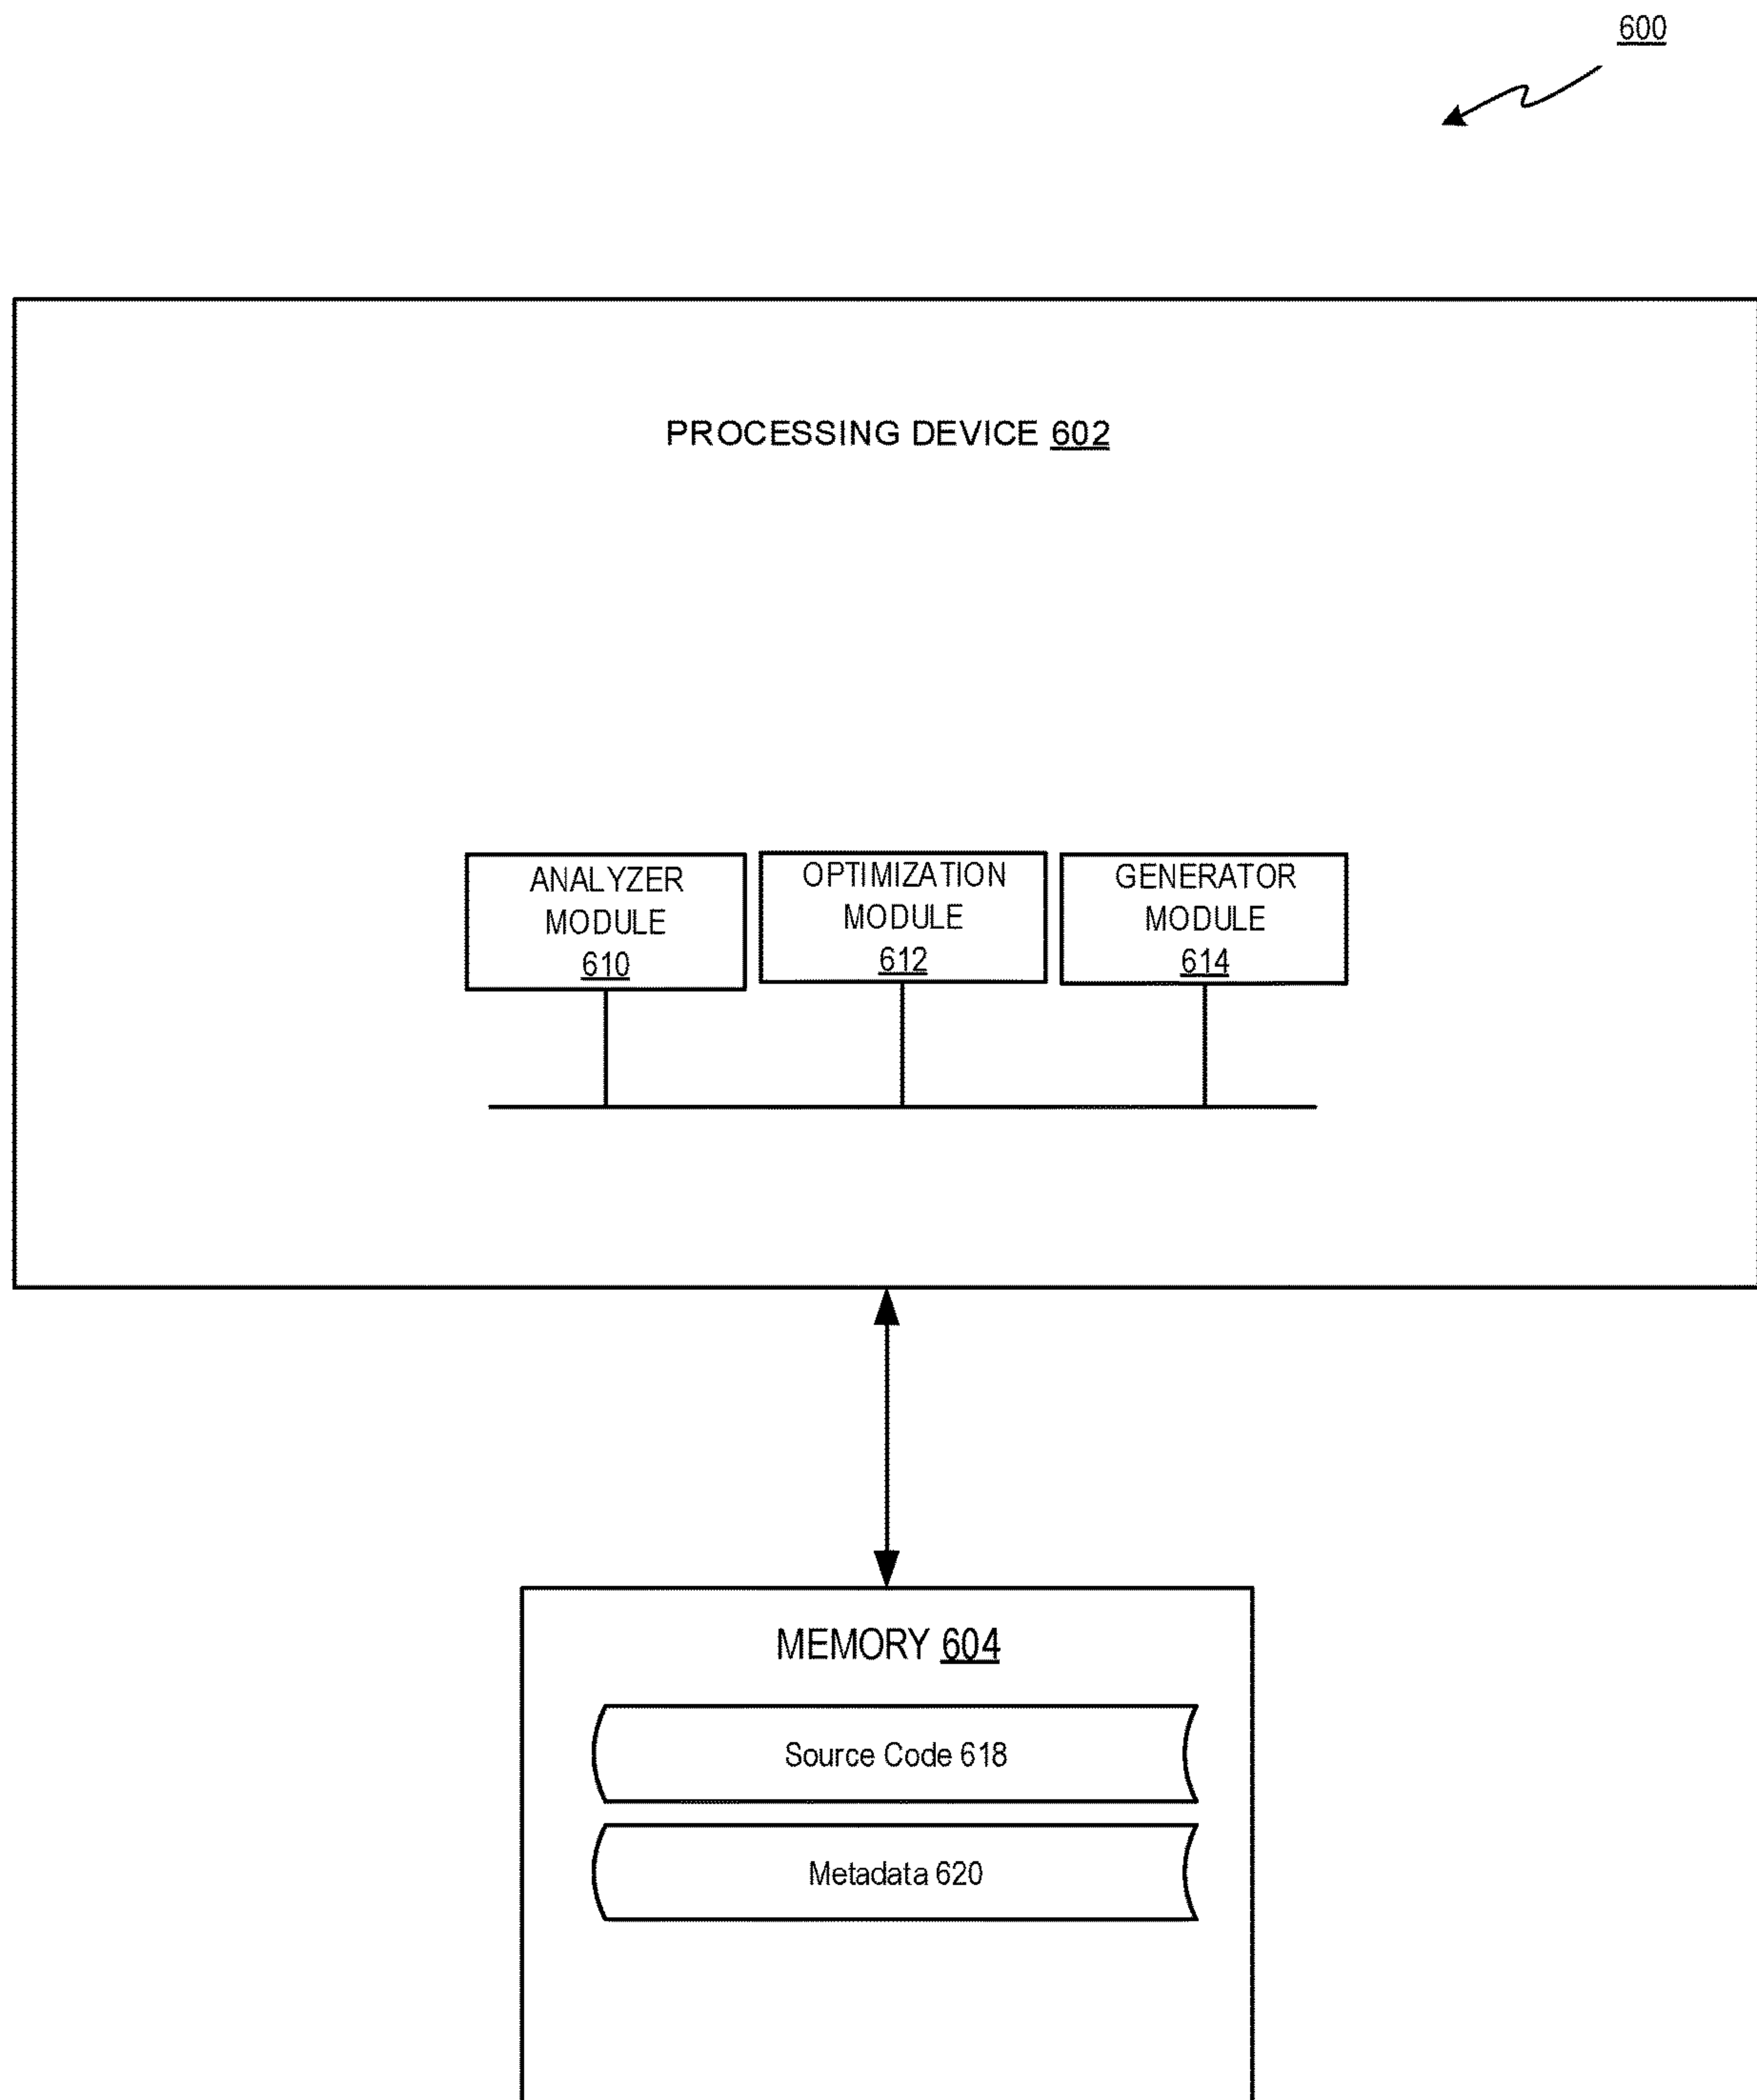 600
PROCESSING DEVICE 602
ANALYZER
MODULE
610
OPTIMIZATION
MODULE
612
GENERATOR
MODULE
614
MEMORY 604
Source Code 618
Metadata 620